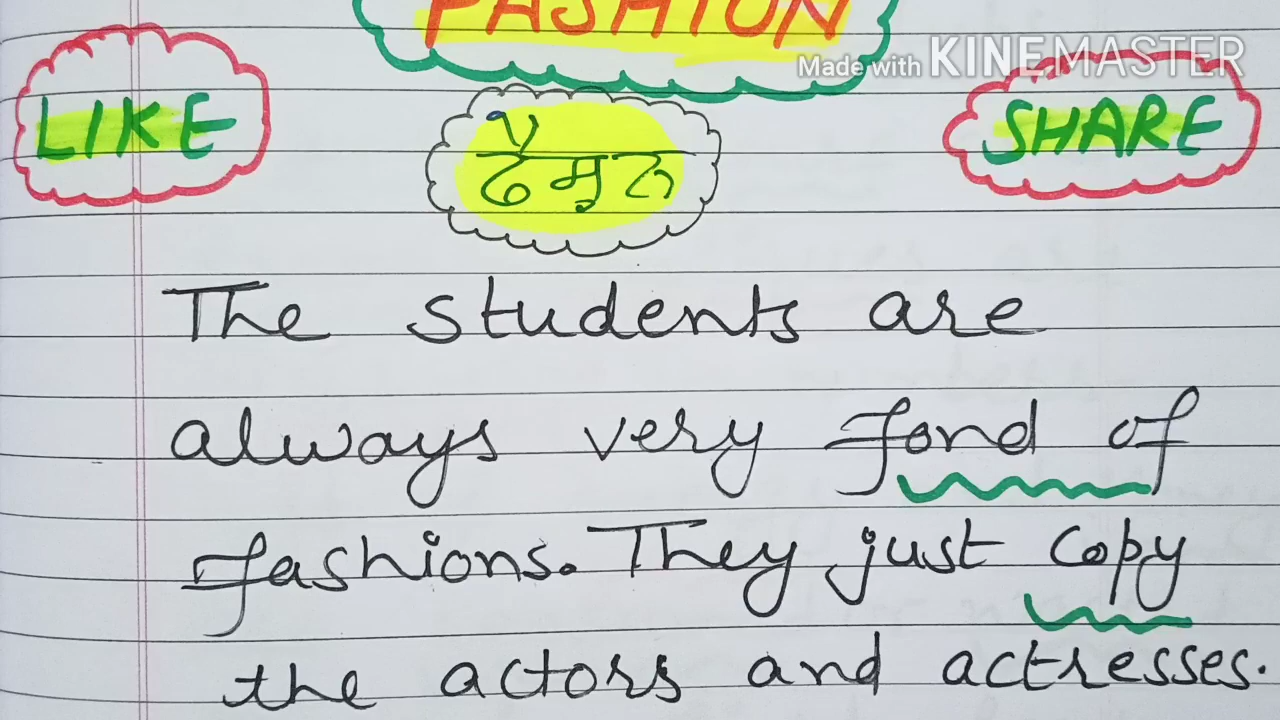 FASHION
Made with KINEMASTER
LIKE
ਫੈਸ਼ਨ
SHARE
The students are
always very fond of
fashions. They just copy
the actors and actresses.